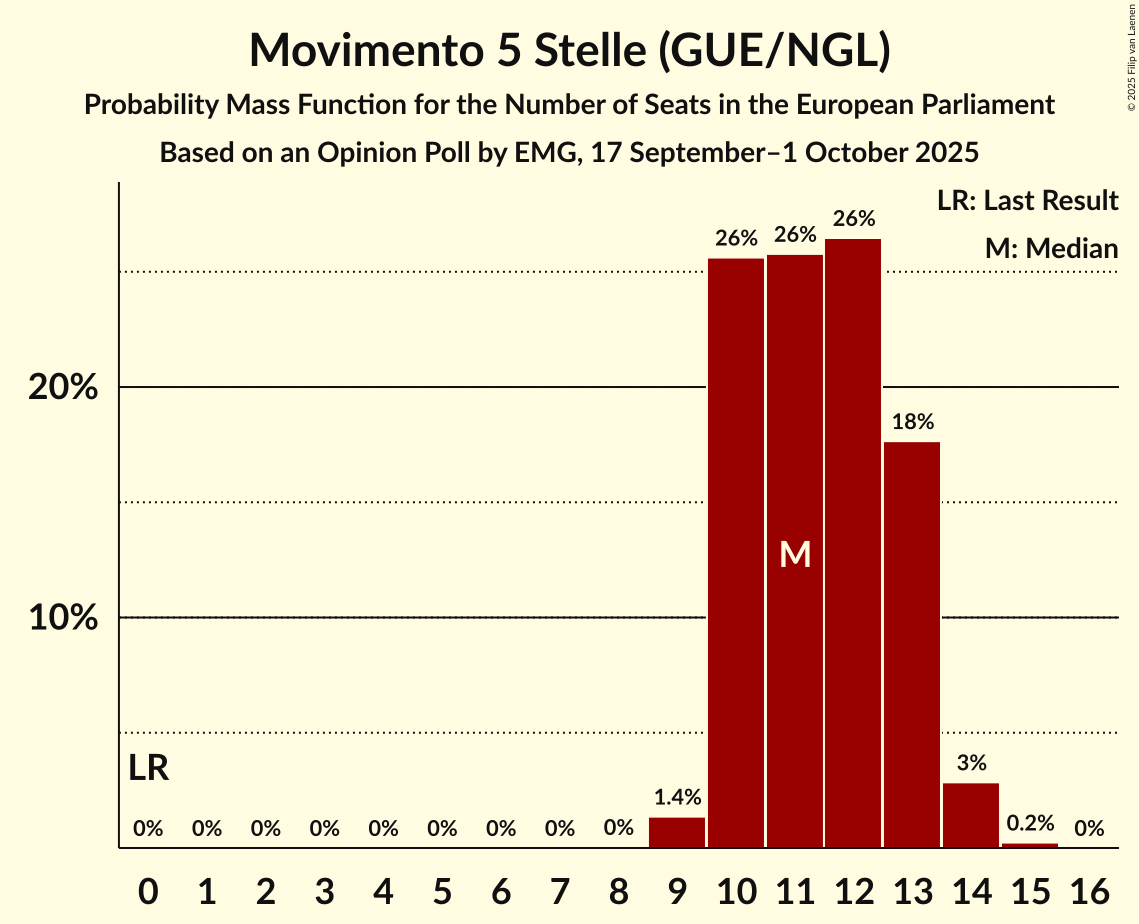 Movimento 5 Stelle (GUE/NGL)
Probability Mass Function for the Number of Seats in the European Parliament
Based on an Opinion Poll by EMG, 17 September–1 October 2025
© 2025 Filip van Laenen
LR: Last Result
M: Median
26%
26%
26%
20%
18%
M
10%
LR
3%
1.4%
0.2%
0% 0% 0% 0% 0% 0% 0% 0% 0% 0%
0 1 2 3 4 5 6 7 8 9 10 11 12 13 14 15 16